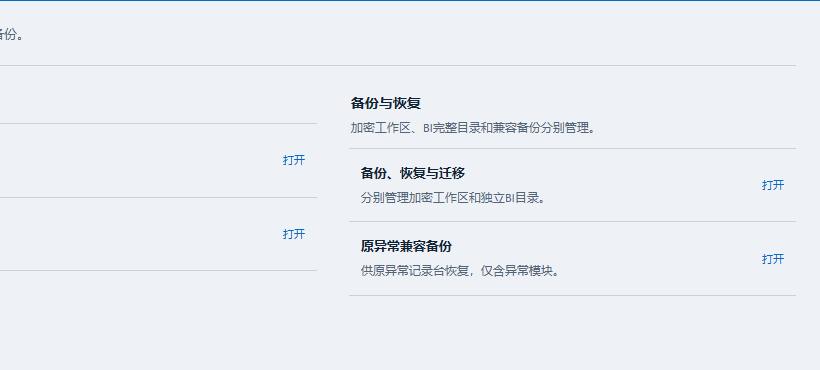 备份。
打开
打开
备份与恢复
加密工作区、BI完整目录和兼容备份分别管理。
备份、恢复与迁移
分别管理加密工作区和独立BI目录。
打开
原异常兼容备份
供原异常记录台恢复，仅含异常模块。
打开